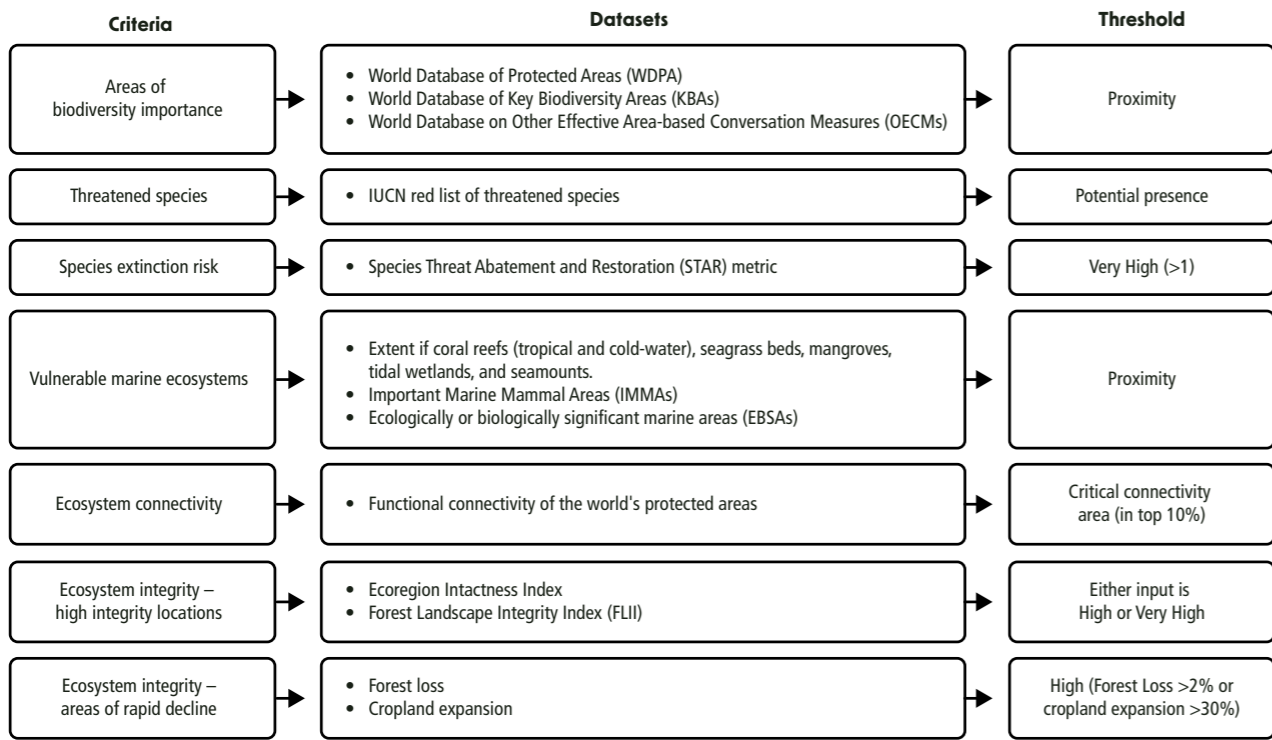 Criteria
Datasets
Threshold
Areas of
biodiversity importance
• World Database of Protected Areas (WDPA)
• World Database of Key Biodiversity Areas (KBAs)
• World Database on Other Effective Area-based Conversation Measures (OECMs)
Proximity
Threatened species
• IUCN red list of threatened species
Potential presence
Species extinction risk
• Species Threat Abatement and Restoration (STAR) metric
Very High (>1)
Vulnerable marine ecosystems
• Extent if coral reefs (tropical and cold-water), seagrass beds, mangroves,
tidal wetlands, and seamounts.
• Important Marine Mammal Areas (IMMAs)
• Ecologically or biologically significant marine areas (EBSAs)
Proximity
Ecosystem connectivity
• Functional connectivity of the world's protected areas
Critical connectivity
area (in top 10%)
Ecosystem integrity –
high integrity locations
• Ecoregion Intactness Index
• Forest Landscape Integrity Index (FLII)
Either input is
High or Very High
Ecosystem integrity –
areas of rapid decline
• Forest loss
• Cropland expansion
High (Forest Loss >2% or
cropland expansion >30%)